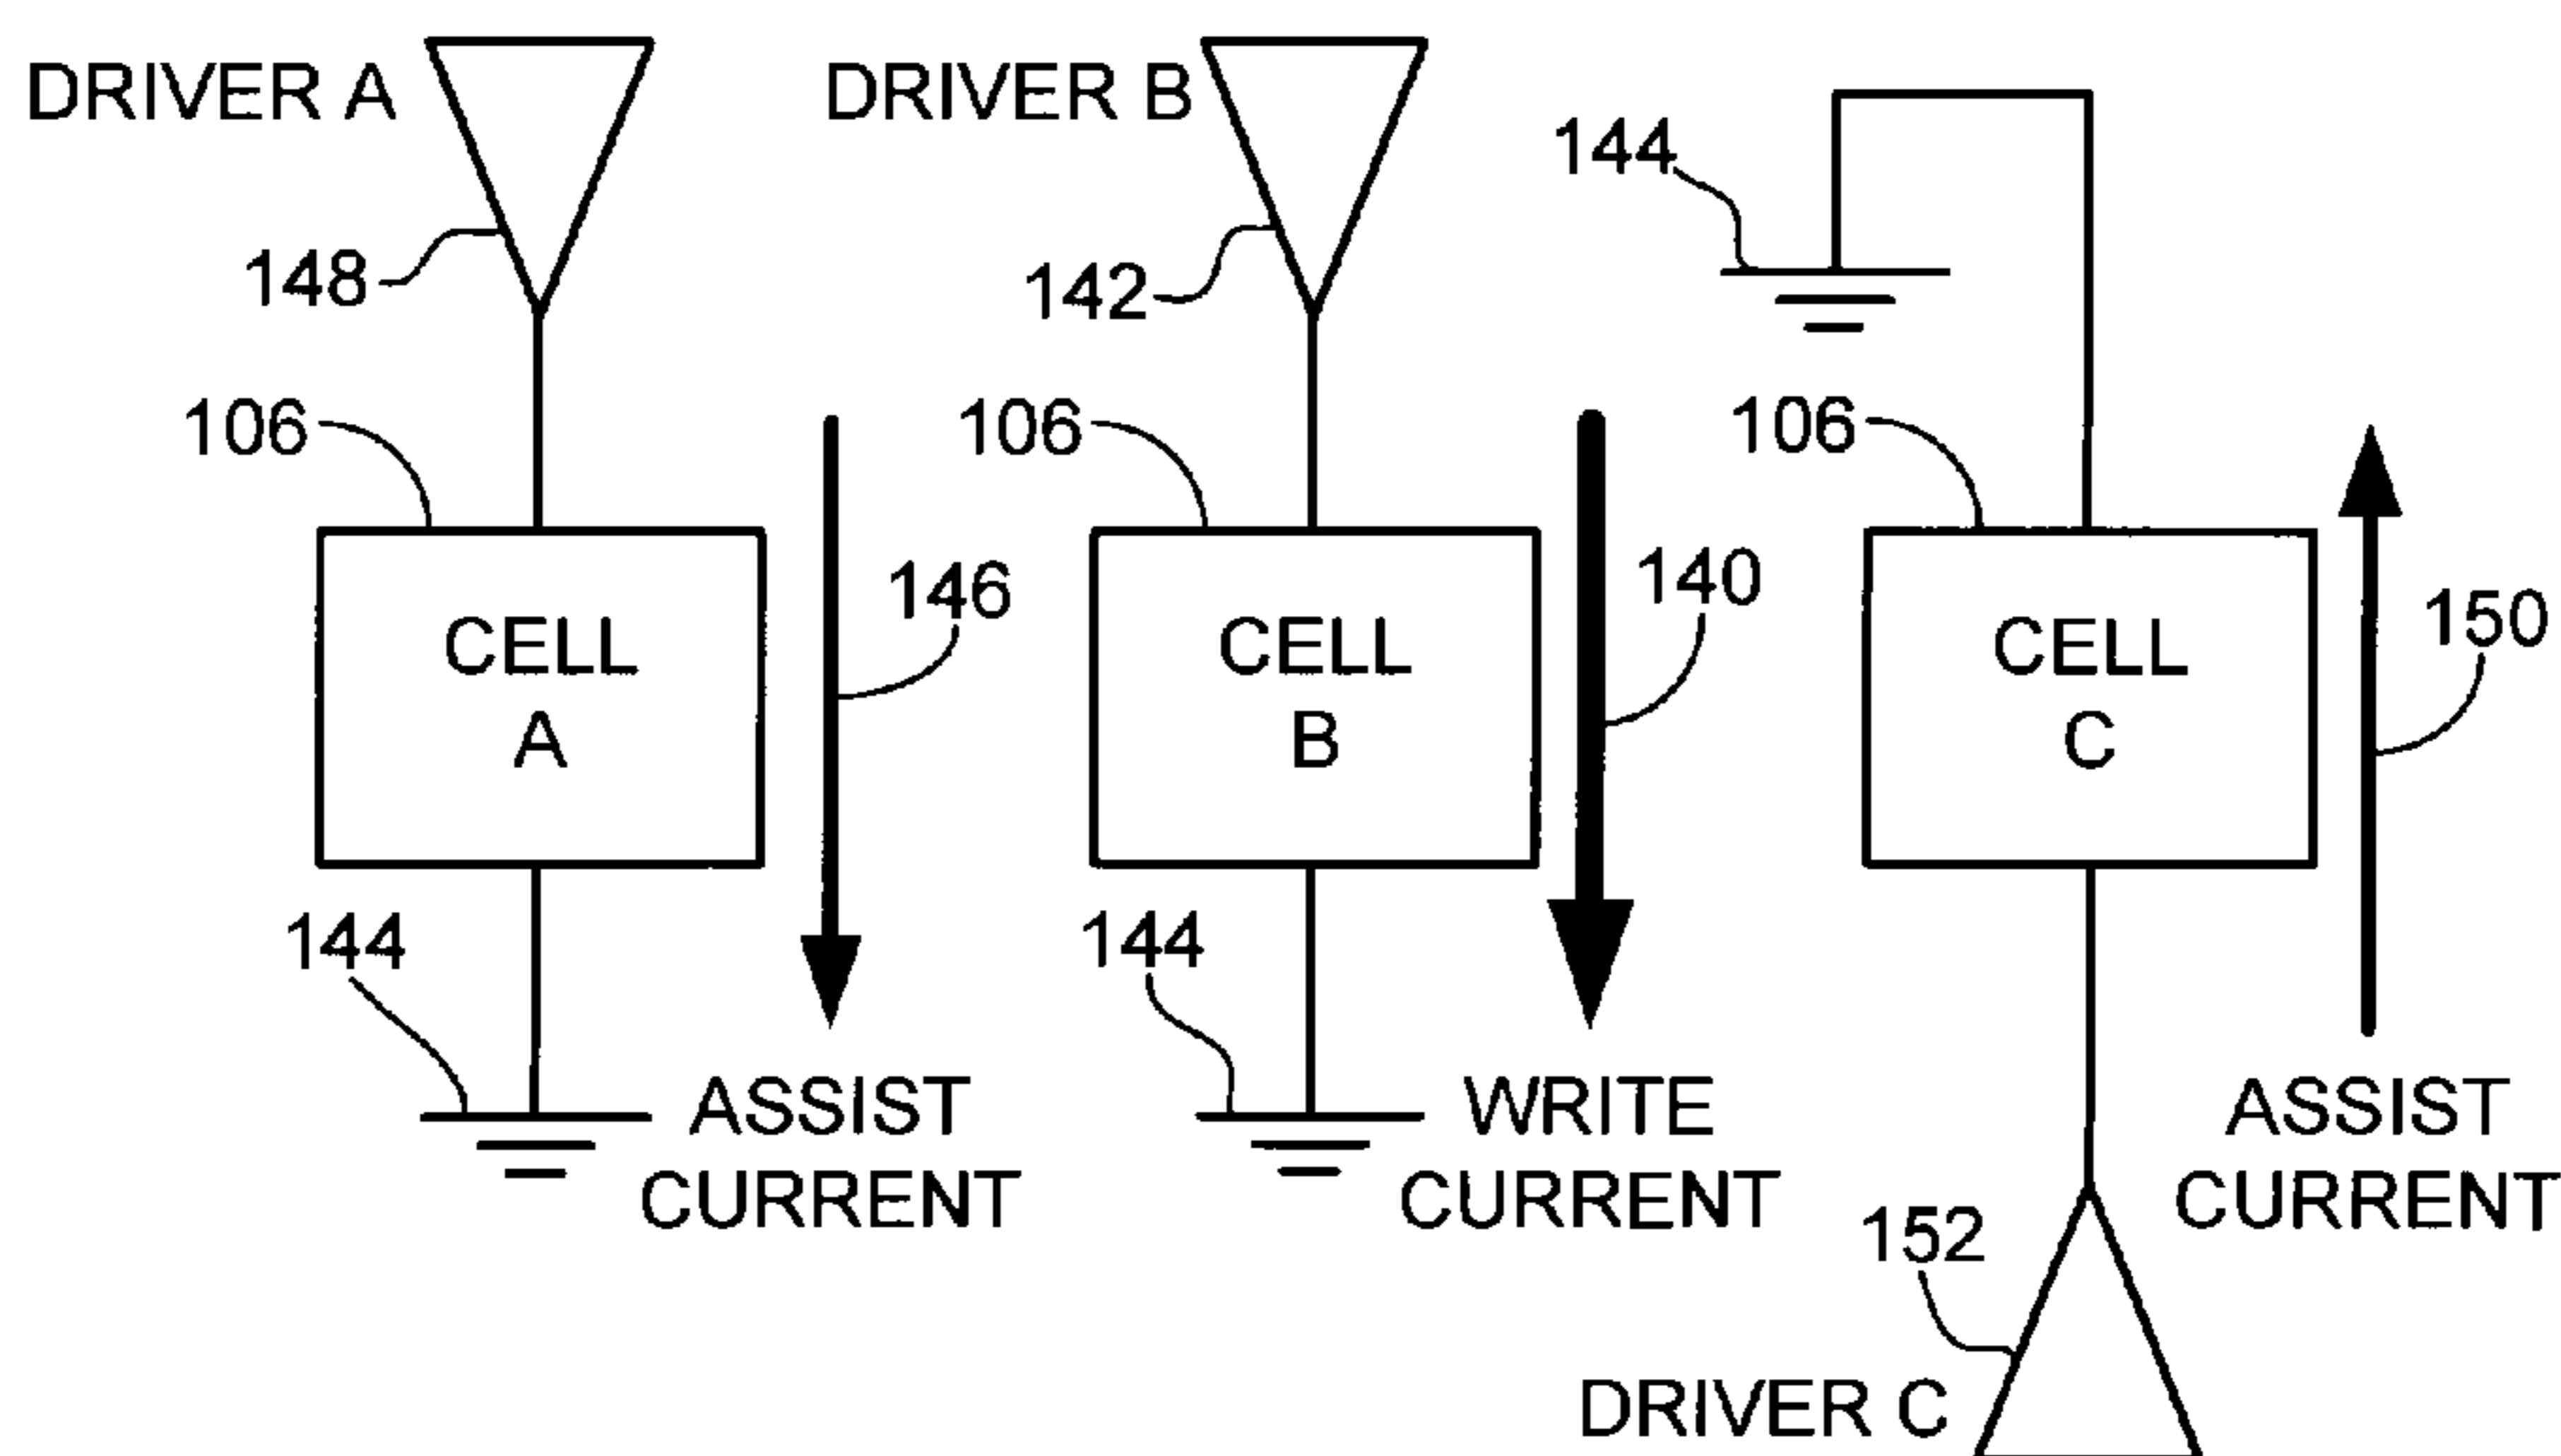 DRIVER A
DRIVER B
144
148
142
106
106
106
146
140
150
CELL
A
CELL
B
CELL
C
144
144
ASSIST
CURRENT
WRITE
CURRENT
ASSIST
CURRENT
152
DRIVER C